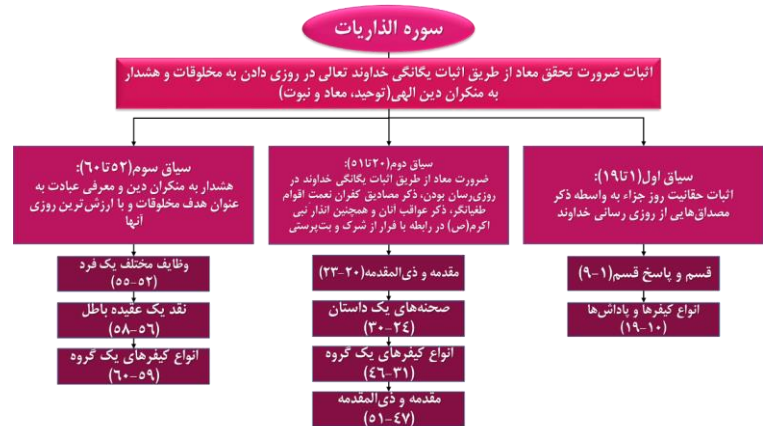 سوره الذاریات
اثبات ضرورت تحقق معاد از طریق اثبات یگانگی خداوند تعالی در روزی دادن به مخلوقات و هشدار
به منکران دین الهی(توحید، معاد و نبوت)
سیاق اول(۱تا۱۹):
اثبات حقانیت روز جزاء به واسطه ذکر
مصداق‌هایی از روزی رسانی خداوند
قسم و پاسخ قسم(۱-۹)
انواع کیفرها و پاداش‌ها
(۱۰-۱۹)
سیاق دوم(۲۰تا۵۱):
ضرورت معاد از طریق اثبات یگانگی خداوند در
روزی‌رسان بودن، ذکر مصادیق کفران نعمت اقوام
طغیانگر، ذکر عواقب آنان و همچنین انذار نبی
اکرم(ص) در رابطه با فرار از شرک و بت‌پرستی
مقدمه و ذی‌المقدمه(۲۰-۲۳)
صحنه‌های یک داستان
(۲۴-۳۰)
انواع کیفرهای یک گروه
(۳۱-۴۶)
مقدمه و ذی‌المقدمه
(۴۷-۵۱)
سیاق سوم(۵۲تا۶۰):
هشدار به منکران دین و معرفی عبادت به
عنوان هدف مخلوقات و با ارزش‌ترین روزی
آنها
وظایف مختلف یک فرد
(۵۲-۵۵)
نقد یک عقیده باطل
(۵۶-۵۸)
انواع کیفرهای یک گروه
(۵۹-۶۰)